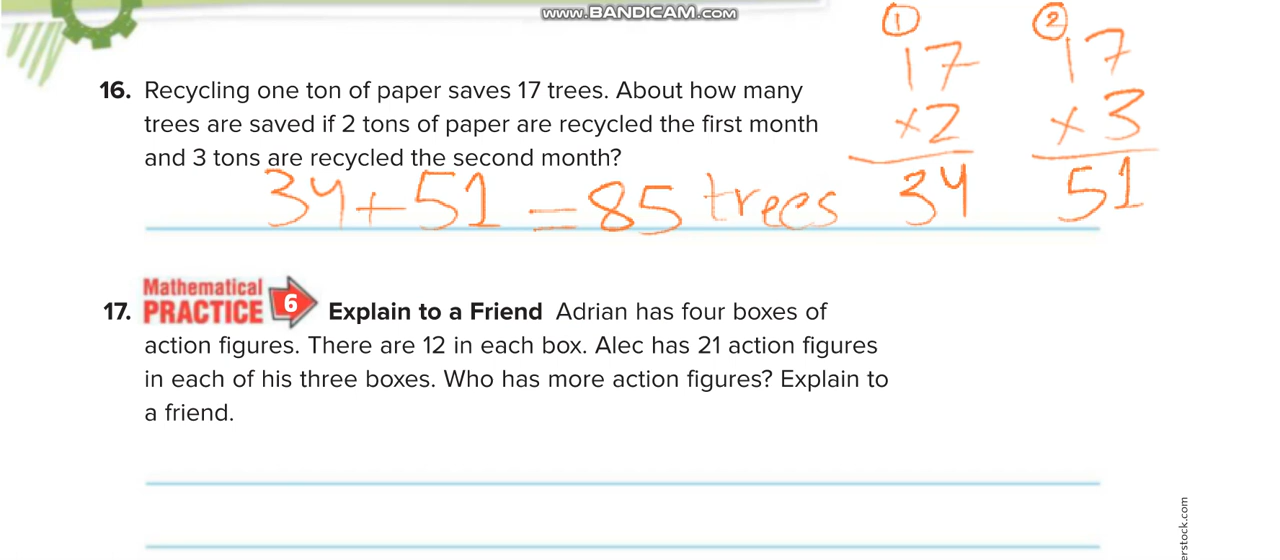 www.BANDICAM.com
16. Recycling one ton of paper saves 17 trees. About how many
trees are saved if 2 tons of paper are recycled the first month
and 3 tons are recycled the second month?
34 + 51 = 85 trees
1
17
×2
34
2
17
× 3
51
Mathematical
17. PRACTICE 6 Explain to a Friend Adrian has four boxes of
action figures. There are 12 in each box. Alec has 21 action figures
in each of his three boxes. Who has more action figures? Explain to
a friend.
erstock.com